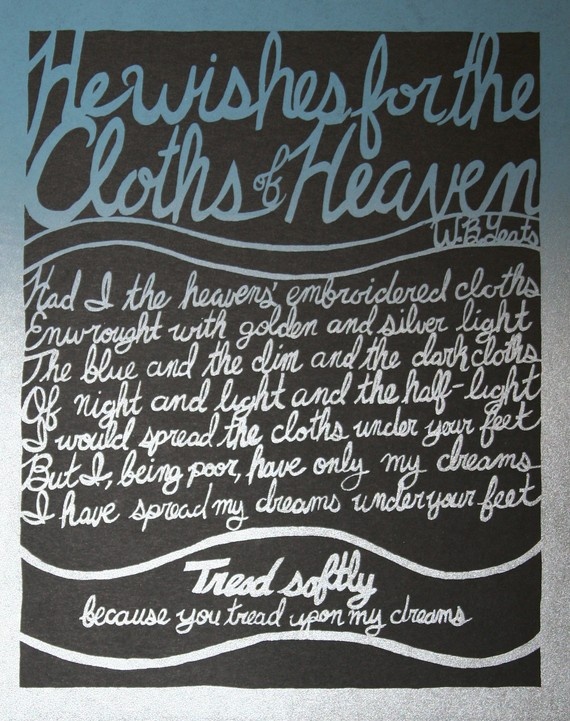 He wishes for the
Cloths of Heaven
W.B. Yeats
Had I the heavens' embroidered cloths
Enwrought with golden and silver light
The blue and the dim and the dark cloths
Of night and light and the half-light
I would spread the cloths under your feet
But I, being poor, have only my dreams
I have spread my dreams under your feet
Tread softly
because you tread upon my dreams